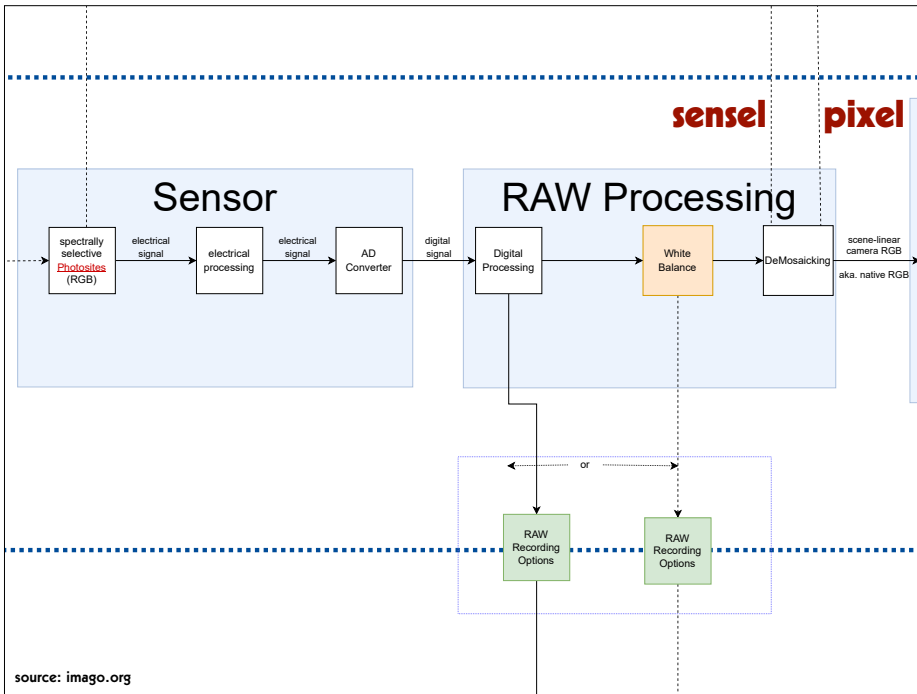 sensel pixel
Sensor
RAW Processing
spectrally
selective
Photosites
(RGB)
electrical
signal
electrical
processing
electrical
signal
AD
Converter
digital
signal
Digital
Processing
White
Balance
DeMosaicking
scene-linear
camera RGB
aka. native RGB
or
RAW
Recording
Options
RAW
Recording
Options
source: imago.org